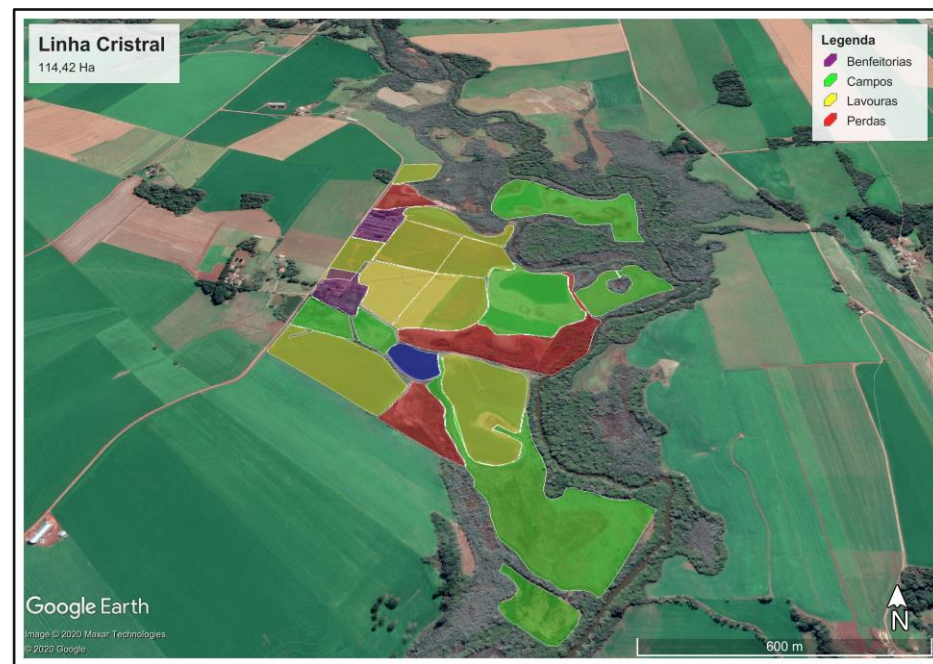 Linha Cristral
114,42 Ha
Legenda
Benfeitorias
Campos
Lavouras
Perdas
Google Earth
Image © 2020 Maxar Technologies
© 2020 Google
N
600 m